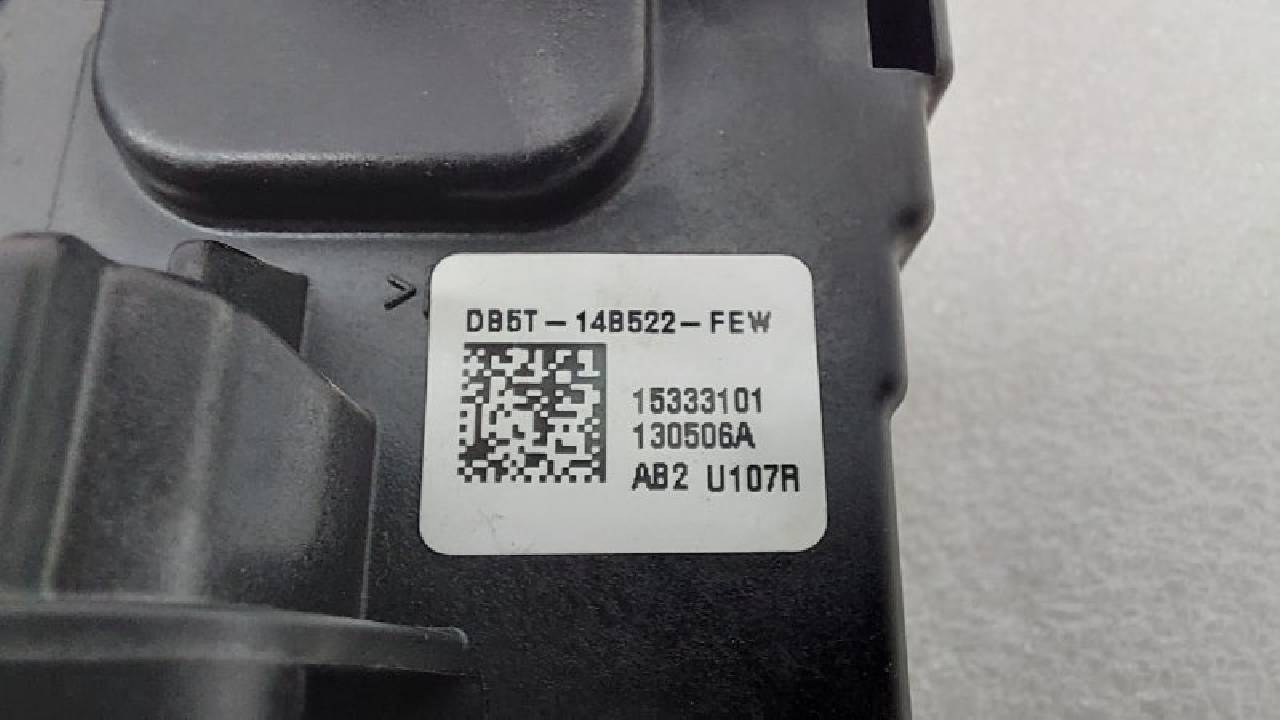 >
DB5T-14B522-FEW
15333101
130506A
AB2 U107R